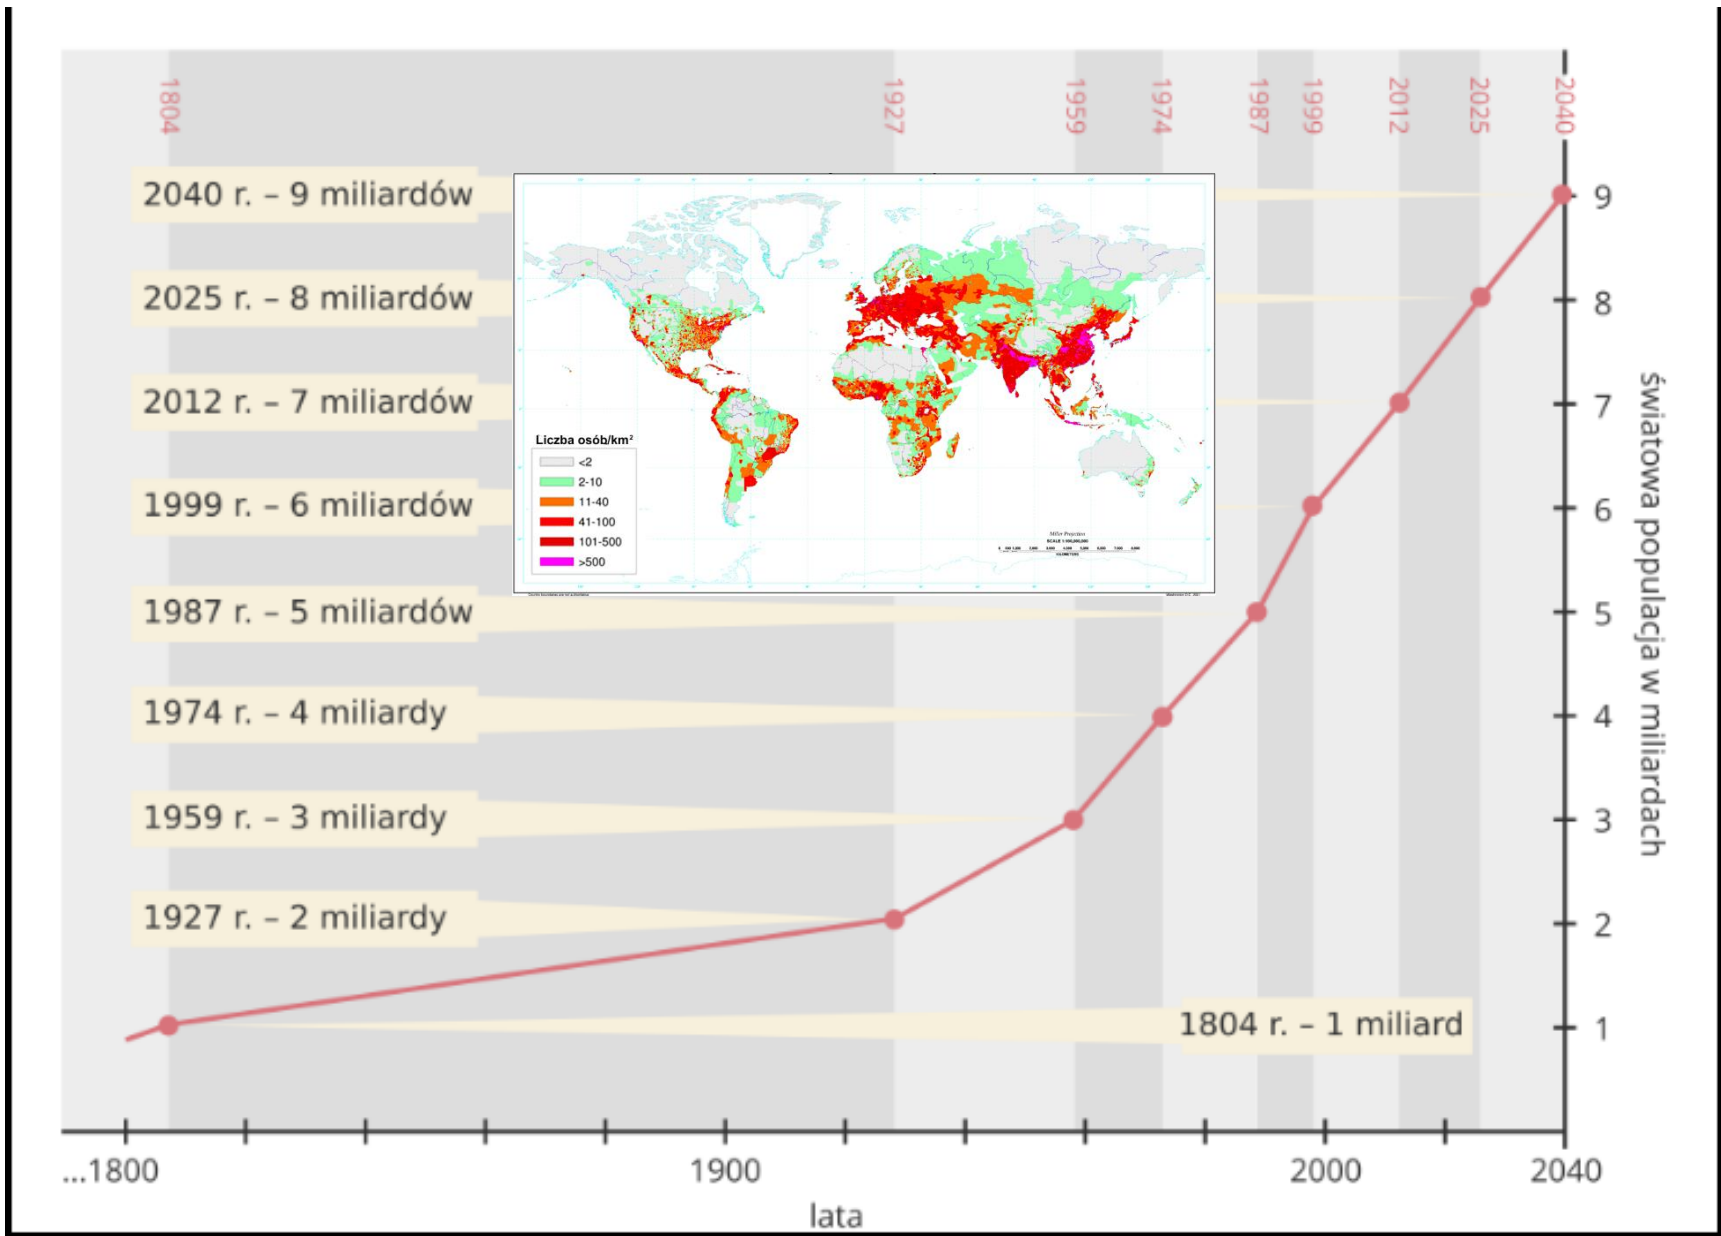 1804
1927
1959
1974
1987
1999
2012
2025
2040
2040 r. – 9 miliardów
2025 r. – 8 miliardów
2012 r. – 7 miliardów
1999 r. – 6 miliardów
1987 r. – 5 miliardów
1974 r. – 4 miliardy
1959 r. – 3 miliardy
1927 r. – 2 miliardy
1804 r. – 1 miliard
Liczba osób/km²
<2
2-10
11-40
41-100
101-500
>500
Miller Projection
9
8
7
6
5
4
3
2
1
światowa populacja w miliardach
...1800
1900
2000
2040
lata